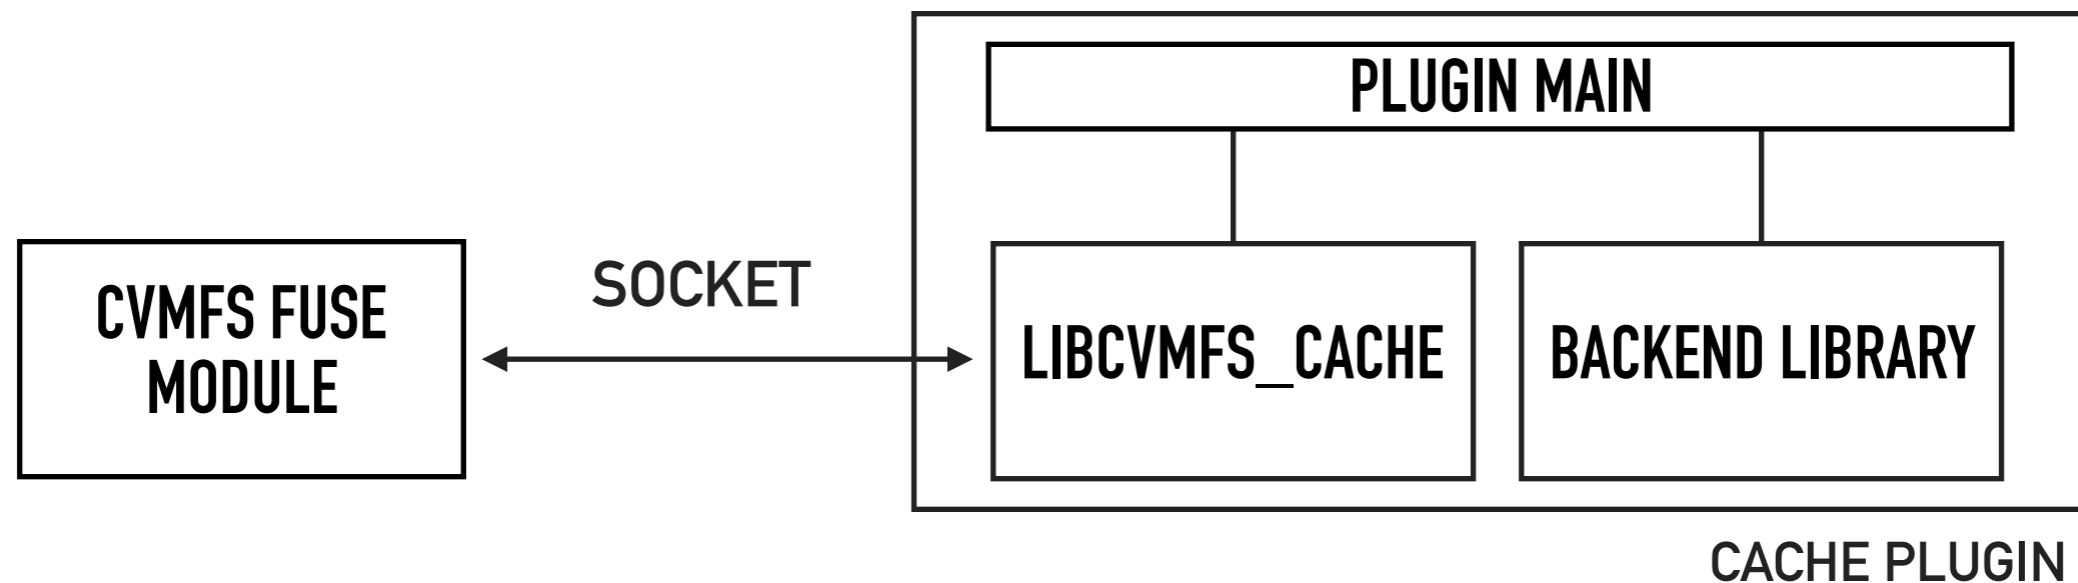 PLUGIN MAIN
CVMFS FUSE
MODULE
SOCKET
LIBCVMFS_CACHE
BACKEND LIBRARY
CACHE PLUGIN